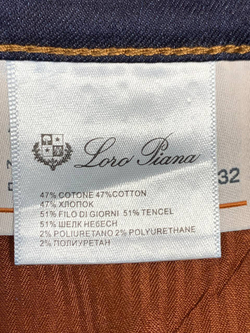 Loro Piana
47% COTONE 47%COTTON
47% ХЛОПОК
51% FILO DI GIORNI 51% TENCEL
51% ШЕЛК НЕБЕСН
2% POLIURETANO 2% POLYURETHANE
2% ПОЛИУРЕТАН
32